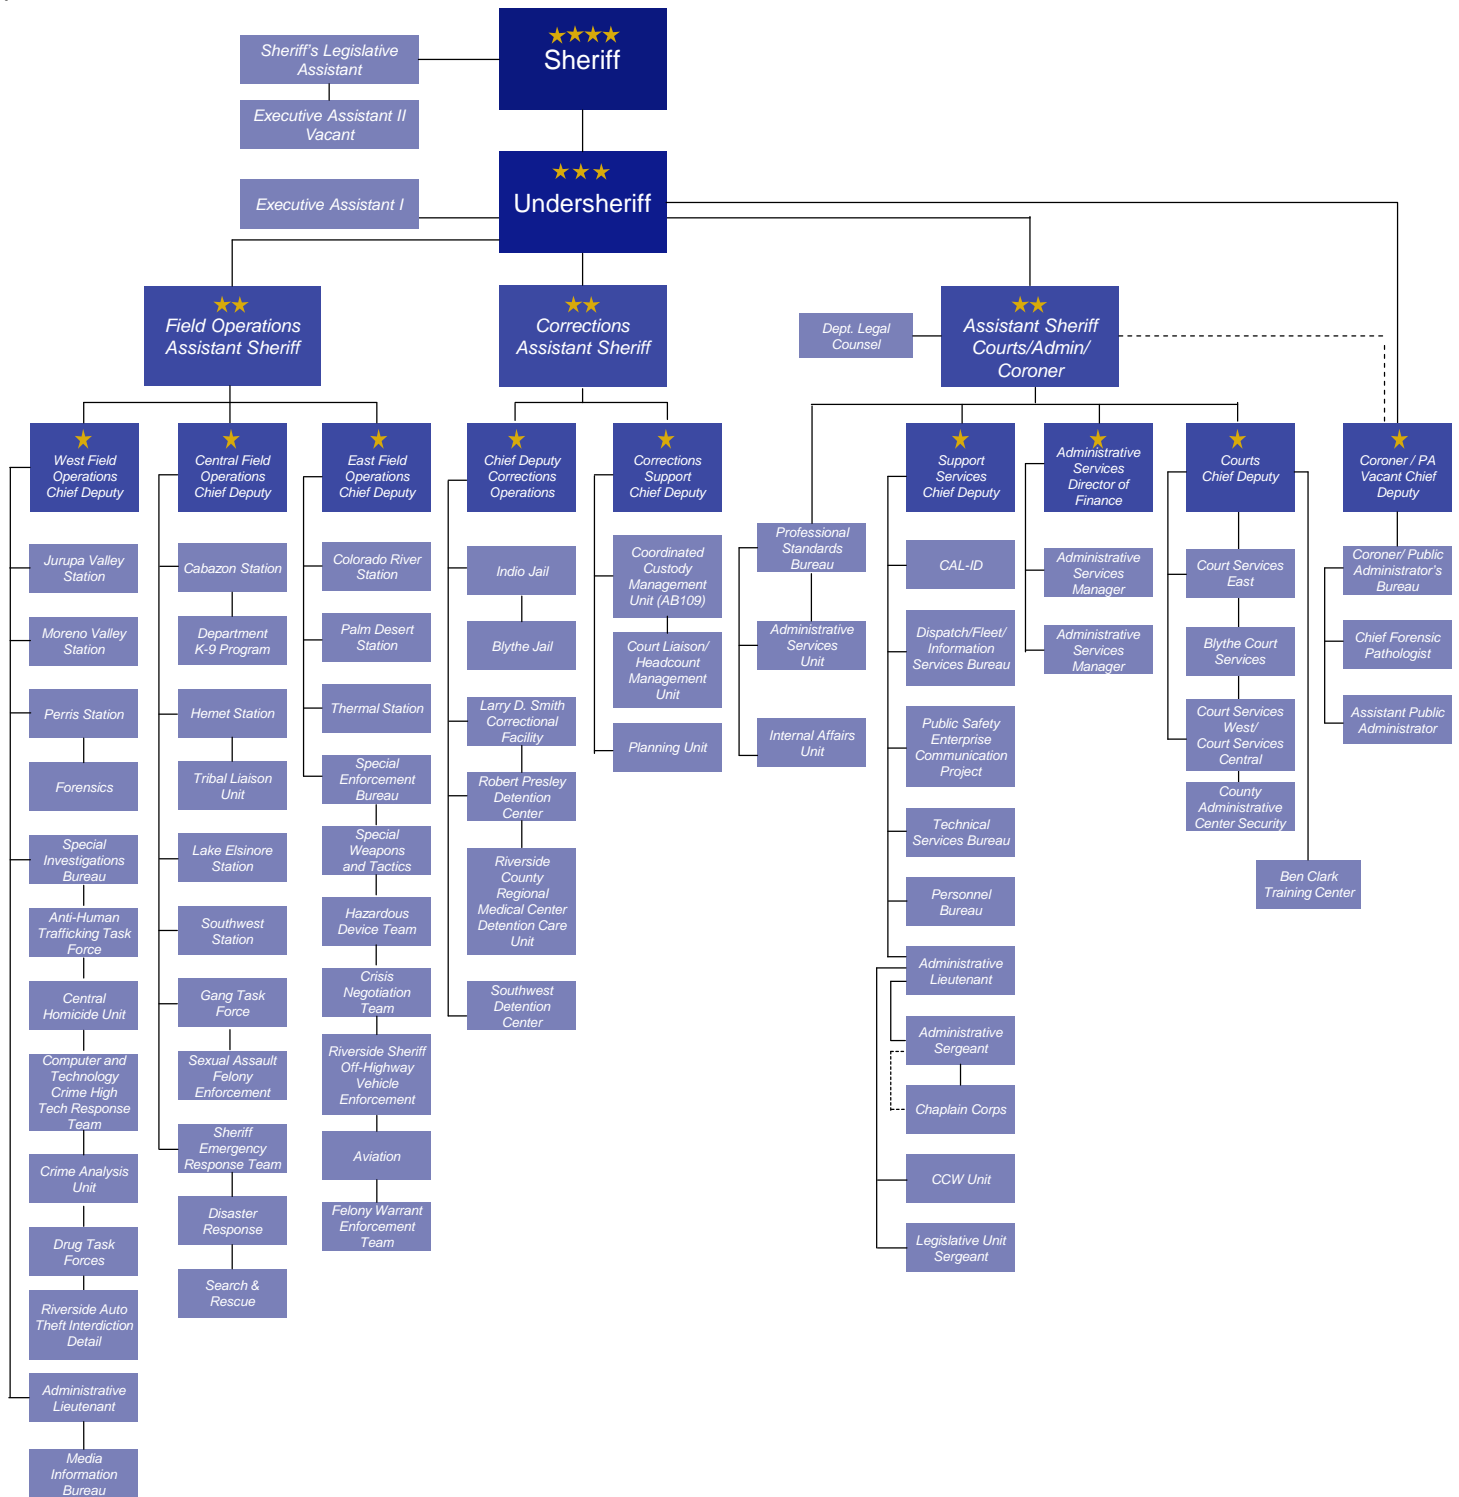 Sheriff
Sheriff's Legislative
Assistant
Executive Assistant II
Vacant
Undersheriff
Executive Assistant I
Field Operations
Assistant Sheriff
Corrections
Assistant Sheriff
Assistant Sheriff
Courts/Admin/
Coroner
Dept. Legal
Counsel
West Field
Operations
Chief Deputy
Jurupa Valley
Station
Moreno Valley
Station
Perris Station
Forensics
Special
Investigations
Bureau
Anti-Human
Trafficking Task
Force
Central
Homicide Unit
Computer and
Technology
Crime High
Tech Response
Team
Crime Analysis
Unit
Drug Task
Forces
Riverside Auto
Theft Interdiction
Detail
Administrative
Lieutenant
Media
Information
Bureau
Central Field
Operations
Chief Deputy
Cabazon Station
Department
K-9 Program
Hemet Station
Tribal Liaison
Unit
Lake Elsinore
Station
Southwest
Station
Gang Task
Force
Sexual Assault
Felony
Enforcement
Sheriff
Emergency
Response Team
Disaster
Response
Search &
Rescue
East Field
Operations
Chief Deputy
Colorado River
Station
Palm Desert
Station
Thermal Station
Special
Enforcement
Bureau
Special
Weapons
and Tactics
Hazardous
Device Team
Crisis
Negotiation
Team
Riverside Sheriff
Off-Highway
Vehicle
Enforcement
Aviation
Felony Warrant
Enforcement
Team
Chief Deputy
Corrections
Operations
Indio Jail
Blythe Jail
Larry D. Smith
Correctional
Facility
Robert Presley
Detention
Center
Riverside
County
Regional
Medical Center
Detention Care
Unit
Southwest
Detention
Center
Corrections
Support
Chief Deputy
Coordinated
Custody
Management
Unit (AB109)
Court Liaison/
Headcount
Management
Unit
Planning Unit
Professional
Standards
Bureau
Administrative
Services
Unit
Internal Affairs
Unit
Support
Services
Chief Deputy
CAL-ID
Dispatch/Fleet/
Information
Services Bureau
Public Safety
Enterprise
Communication
Project
Technical
Services Bureau
Personnel
Bureau
Administrative
Lieutenant
Administrative
Sergeant
Chaplain Corps
CCW Unit
Legislative Unit
Sergeant
Administrative
Services
Director of
Finance
Administrative
Services
Manager
Administrative
Services
Manager
Courts
Chief Deputy
Court Services
East
Blythe Court
Services
Court Services
West/
Court Services
Central
County
Administrative
Center Security
Ben Clark
Training Center
Coroner / PA
Vacant Chief
Deputy
Coroner/ Public
Administrator's
Bureau
Chief Forensic
Pathologist
Assistant Public
Administrator